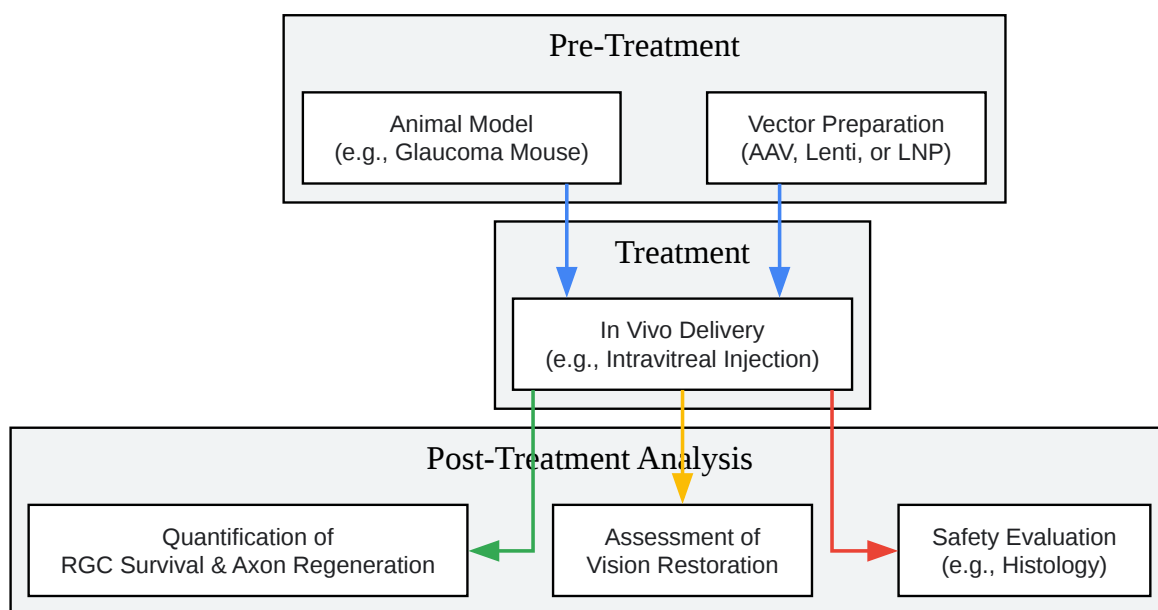 Pre-Treatment
Animal Model
(e.g., Glaucoma Mouse)
Vector Preparation
(AAV, Lenti, or LNP)
Treatment
In Vivo Delivery
(e.g., Intravitreal Injection)
Post-Treatment Analysis
Quantification of
RGC Survival & Axon Regeneration
Assessment of
Vision Restoration
Safety Evaluation
(e.g., Histology)